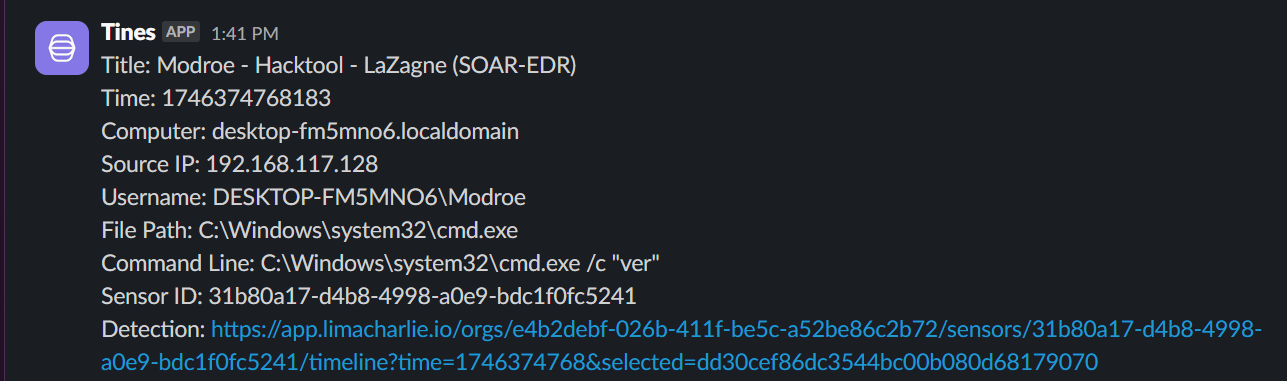 Tines APP 1:41 PM
Title: Modroe - Hacktool - LaZagne (SOAR-EDR)
Time: 1746374768183
Computer: desktop-fm5mno6.localdomain
Source IP: 192.168.117.128
Username: DESKTOP-FM5MNO6\Modroe
File Path: C:\Windows\system32\cmd.exe
Command Line: C:\Windows\system32\cmd.exe /c "ver"
Sensor ID: 31b80a17-d4b8-4998-a0e9-bdc1f0fc5241
Detection: https://app.limacharlie.io/orgs/e4b2debf-026b-411f-be5c-a52be86c2b72/sensors/31b80a17-d4b8-4998-
a0e9-bdc1f0fc5241/timeline?time=1746374768&selected=dd30cef86dc3544bc00b080d68179070